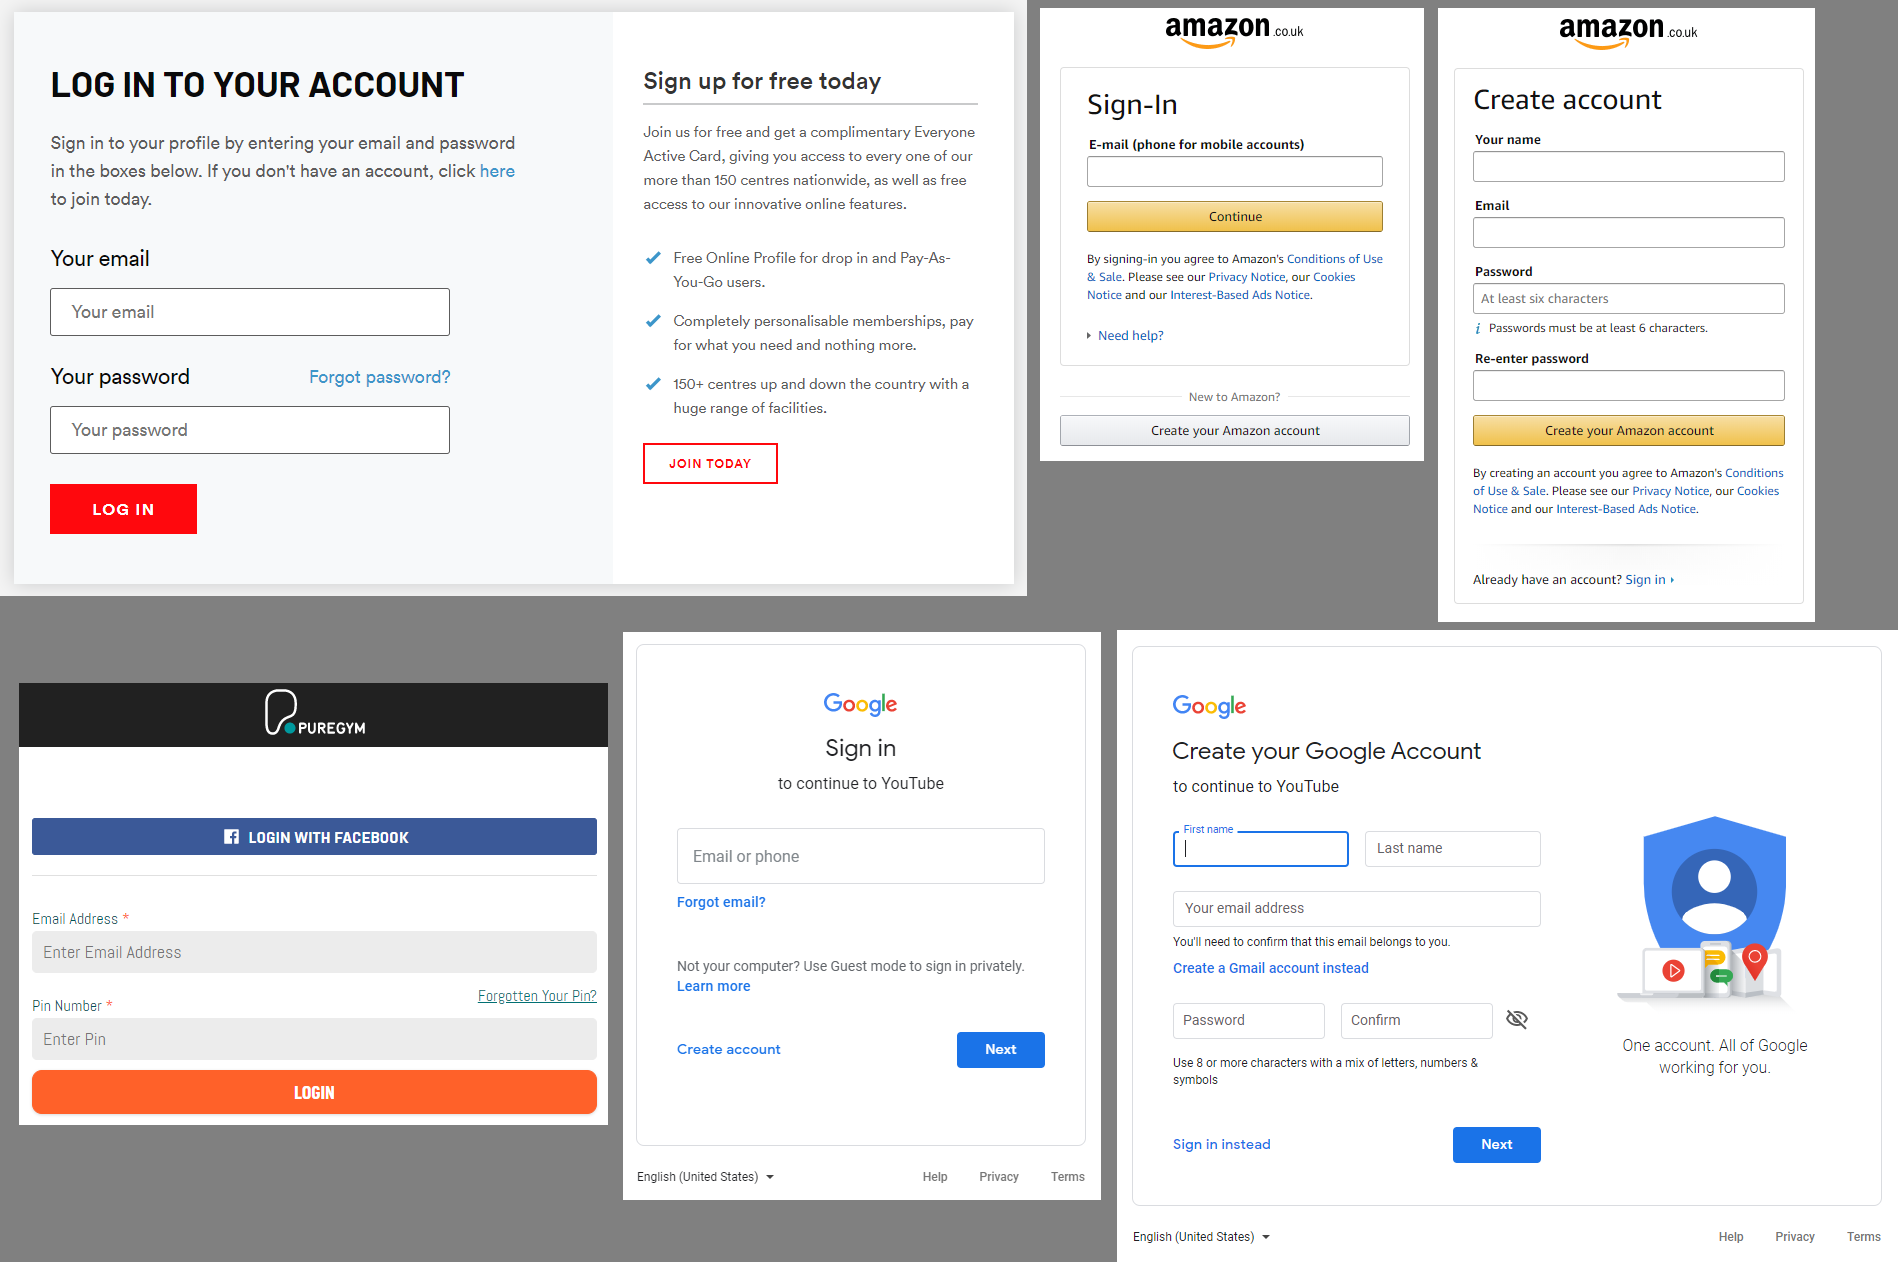 LOG IN TO YOUR ACCOUNT
Sign in to your profile by entering your email and password
in the boxes below. If you don't have an account, click here
to join today.
Your email
Your email
Your password
Forgot password?
Your password
LOG IN
Sign up for free today
Join us for free and get a complimentary Everyone
Active Card, giving you access to every one of our
more than 150 centres nationwide, as well as free
access to our innovative online features.
Free Online Profile for drop in and Pay-As-
You-Go users.
Completely personalisable memberships, pay
for what you need and nothing more.
150+ centres up and down the country with a
huge range of facilities.
JOIN TODAY
amazon.co.uk
Sign-In
E-mail (phone for mobile accounts)
Continue
By signing-in you agree to Amazon's Conditions of Use
& Sale. Please see our Privacy Notice, our Cookies
Notice and our Interest-Based Ads Notice.
Need help?
New to Amazon?
Create your Amazon account
amazon.co.uk
Create account
Your name
Email
Password
At least six characters
i Passwords must be at least 6 characters.
Re-enter password
Create your Amazon account
By creating an account you agree to Amazon's Conditions
of Use & Sale. Please see our Privacy Notice, our Cookies
Notice and our Interest-Based Ads Notice.
Already have an account? Sign in
PUREGYM
LOGIN WITH FACEBOOK
Email Address *
Enter Email Address
Forgotten Your Pin?
Pin Number *
Enter Pin
LOGIN
Google
Sign in
to continue to YouTube
Email or phone
Forgot email?
Not your computer? Use Guest mode to sign in privately.
Learn more
Create account
Next
English (United States)
Help
Privacy
Terms
Google
Create your Google Account
to continue to YouTube
First name
Last name
Your email address
You'll need to confirm that this email belongs to you.
Create a Gmail account instead
Password
Confirm
Use 8 or more characters with a mix of letters, numbers &
symbols
Sign in instead
Next
One account. All of Google
working for you.
English (United States)
Help
Privacy
Terms